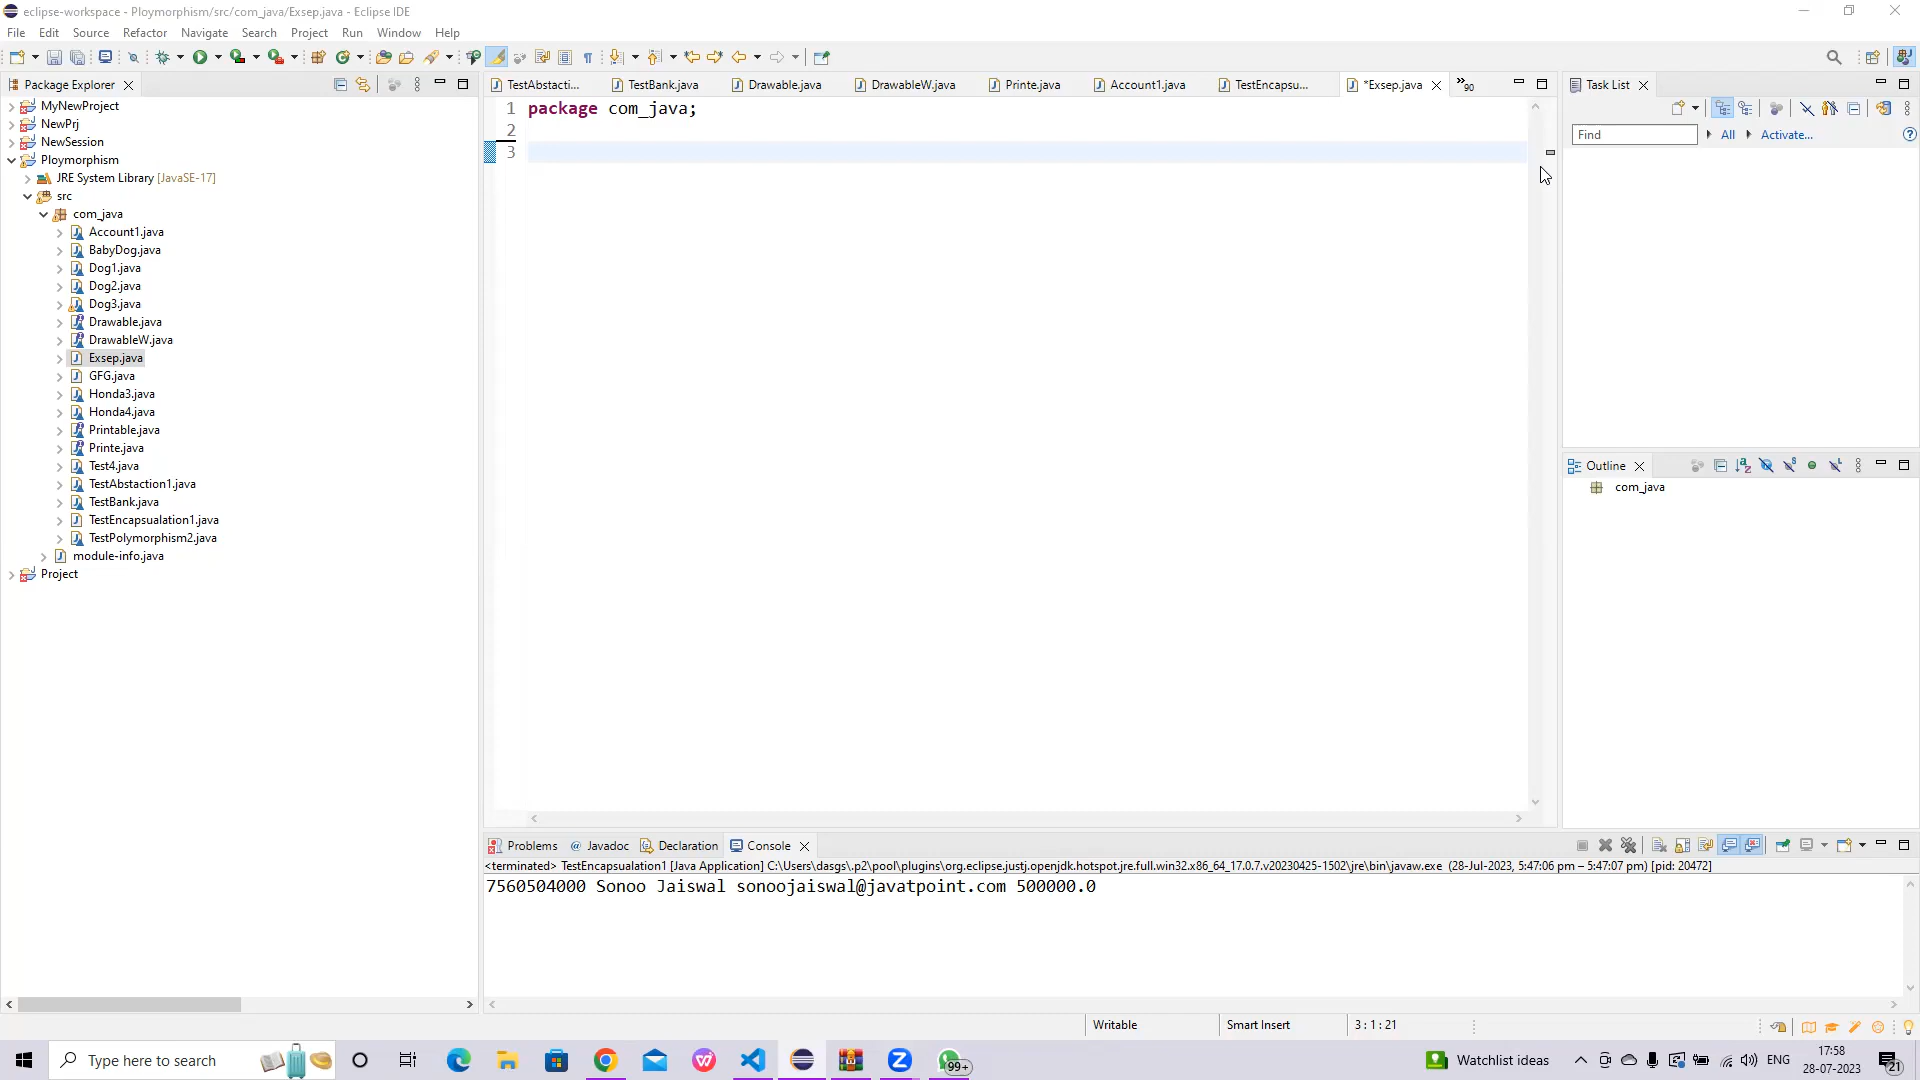 eclipse-workspace - Ploymorphism/src/com_java/Exsep.java - Eclipse IDE
File Edit Source Refactor Navigate Search Project Run Window Help
Package Explorer
MyNewProject
NewPrj
NewSession
Ploymorphism
JRE System Library [JavaSE-17]
src
com_java
Account1.java
BabyDog.java
Dog1.java
Dog2.java
Dog3.java
Drawable.java
DrawableW.java
Exsep.java
GFG.java
Honda3.java
Honda4.java
Printable.java
Printe.java
Test4.java
TestAbstaction1.java
TestBank.java
TestEncapsualation1.java
TestPolymorphism2.java
module-info.java
Project
TestAbstacti... TestBank.java Drawable.java DrawableW.java Printe.java Account1.java TestEncapsu... *Exsep.java »90
1 package com_java;
2
3
Task List
Find All Activate...
Outline
com_java
Problems @ Javadoc Declaration Console
<terminated> TestEncapsualation1 [Java Application] C:\Users\dasgs\.p2\pool\plugins\org.eclipse.justj.openjdk.hotspot.jre.full.win32.x86_64_17.0.7.v20230425-1502\jre\bin\javaw.exe (28-Jul-2023, 5:47:06 pm – 5:47:07 pm) [pid: 20472]
7560504000 Sonoo Jaiswal sonoojaiswal@javatpoint.com 500000.0
Writable Smart Insert 3 : 1 : 21
Type here to search
99+
Watchlist ideas
ENG
17:58
28-07-2023
21